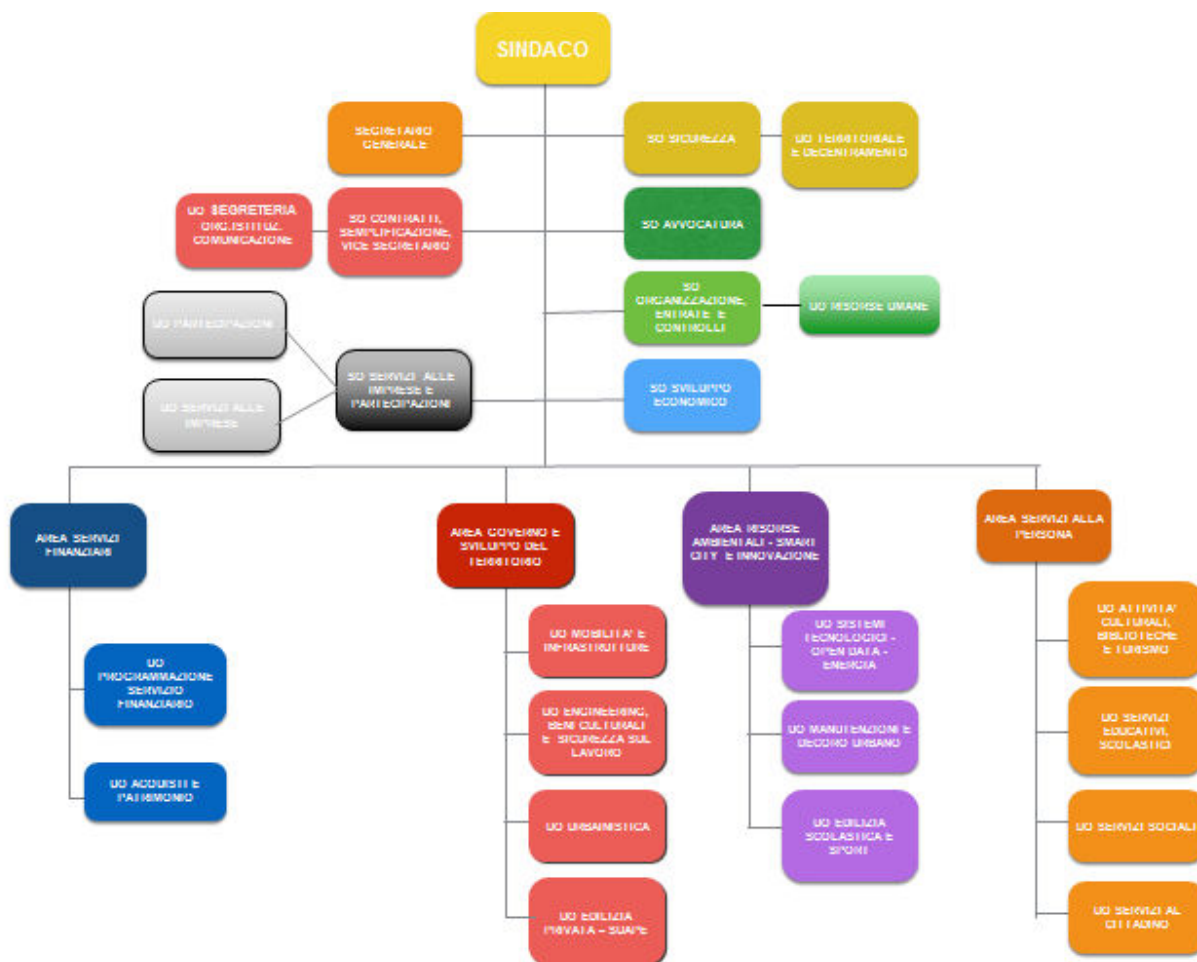 SINDACO
SEGRETARIO
GENERALE
SO SICUREZZA
UO TERRITORIALE
E DECENTRAMENTO
UO SEGRETERIA
ORG.ISTITUZ.
COMUNICAZIONE
SO CONTRATTI,
SEMPLIFICAZIONE,
VICE SEGRETARIO
SO AVVOCATURA
SO
ORGANIZZAZIONE,
ENTRATE E
CONTROLLI
UO RISORSE UMANE
UO PARTECIPAZIONI
UO SERVIZI ALLE
IMPRESE
SO SERVIZI ALLE
IMPRESE E
PARTECIPAZIONI
SO SVILUPPO
ECONOMICO
AREA SERVIZI
FINANZIARI
AREA GOVERNO E
SVILUPPO DEL
TERRITORIO
AREA RISORSE
AMBIENTALI - SMART
CITY E INNOVAZIONE
AREA SERVIZI ALLA
PERSONA
UO
PROGRAMMAZIONE
SERVIZIO
FINANZIARIO
UO ACQUISTI E
PATRIMONIO
UO MOBILITA' E
INFRASTRUTTURE
UO ENGINEERING,
BENI CULTURALI
E SICUREZZA SUL
LAVORO
UO URBANISTICA
UO EDILIZIA
PRIVATA – SUAPE
UO SISTEMI
TECNOLOGICI -
OPEN DATA -
ENERGIA
UO MANUTENZIONI E
DECORO URBANO
UO EDILIZIA
SCOLASTICA E
SPORT
UO ATTIVITA'
CULTURALI,
BIBLIOTECHE
E TURISMO
UO SERVIZI
EDUCATIVI,
SCOLASTICI
UO SERVIZI SOCIALI
UO SERVIZI AL
CITTADINO